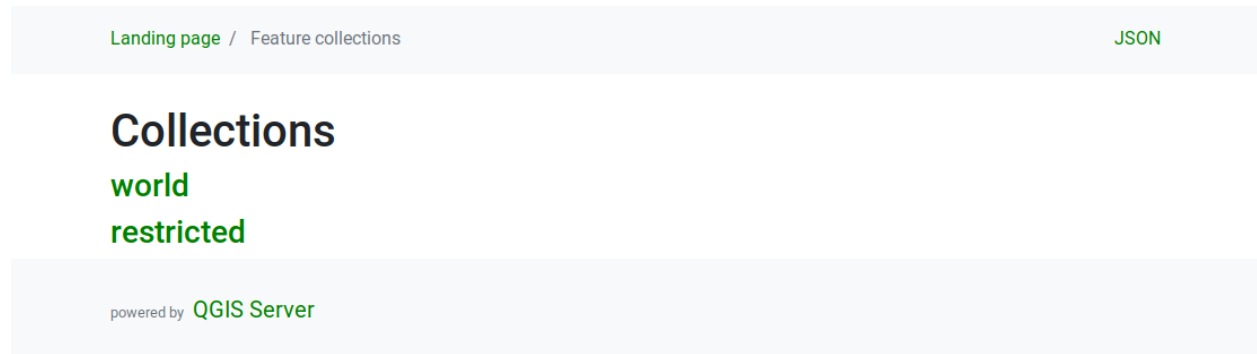 Landing page / Feature collections JSON
Collections
world
restricted
powered by QGIS Server